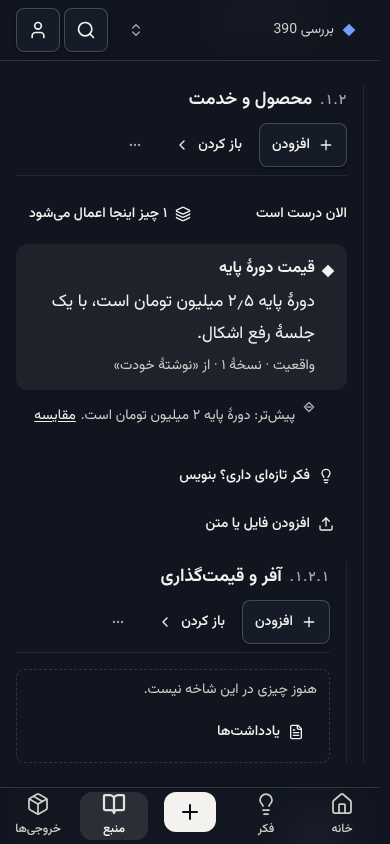 بررسی 390
۱.۲. محصول و خدمت
افزودن
باز کردن
...
الان درست است
۱ چیز اینجا اعمال می‌شود
قیمت دورهٔ پایه
دورهٔ پایه ۲٫۵ میلیون تومان است، با یک
جلسهٔ رفع اشکال.
واقعیت · نسخهٔ ۱ · از «نوشتهٔ خودت»
پیش‌تر: دورهٔ پایه ۲ میلیون تومان است. مقایسه
فکر تازه‌ای داری؟ بنویس
افزودن فایل یا متن
۱.۲.۱. آفر و قیمت‌گذاری
افزودن
باز کردن
...
هنوز چیزی در این شاخه نیست.
یادداشت‌ها
خانه
فکر
منبع
خروجی‌ها